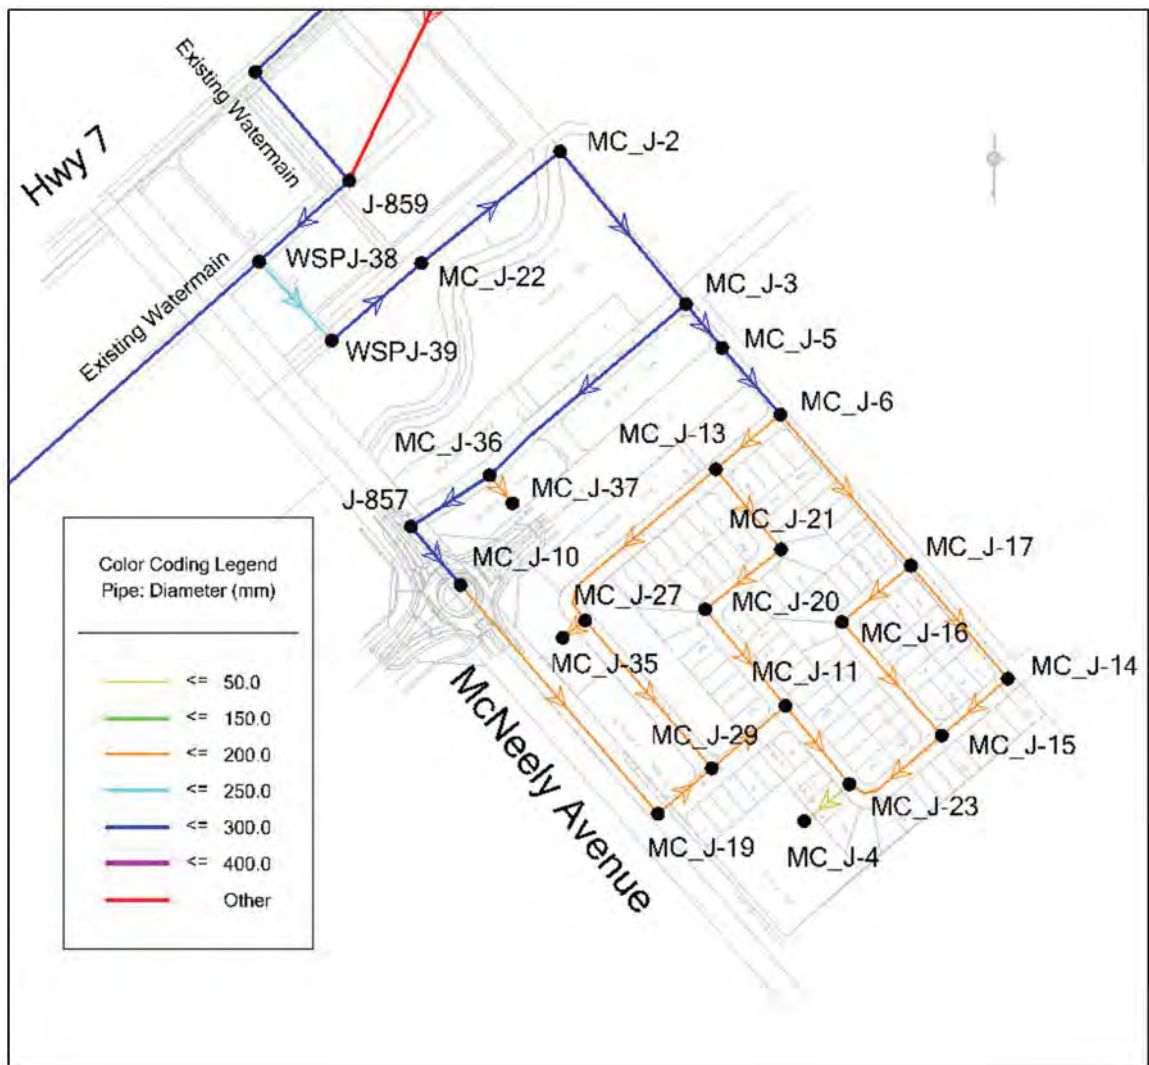 Existing Watermain
Hwy 7
MC_J-2
J-859
WSPJ-38
MC_J-22
Existing Watermain
MC_J-3
WSPJ-39
MC_J-5
MC_J-6
MC_J-13
MC_J-36
MC_J-37
J-857
MC_J-21
MC_J-17
MC_J-10
MC_J-27
MC_J-20
MC_J-16
MC_J-35
MC_J-11
MC_J-14
McNeely Avenue
MC_J-29
MC_J-15
MC_J-23
MC_J-19
MC_J-4
Color Coding Legend
Pipe: Diameter (mm)
<= 50.0
<= 150.0
<= 200.0
<= 250.0
<= 300.0
<= 400.0
Other